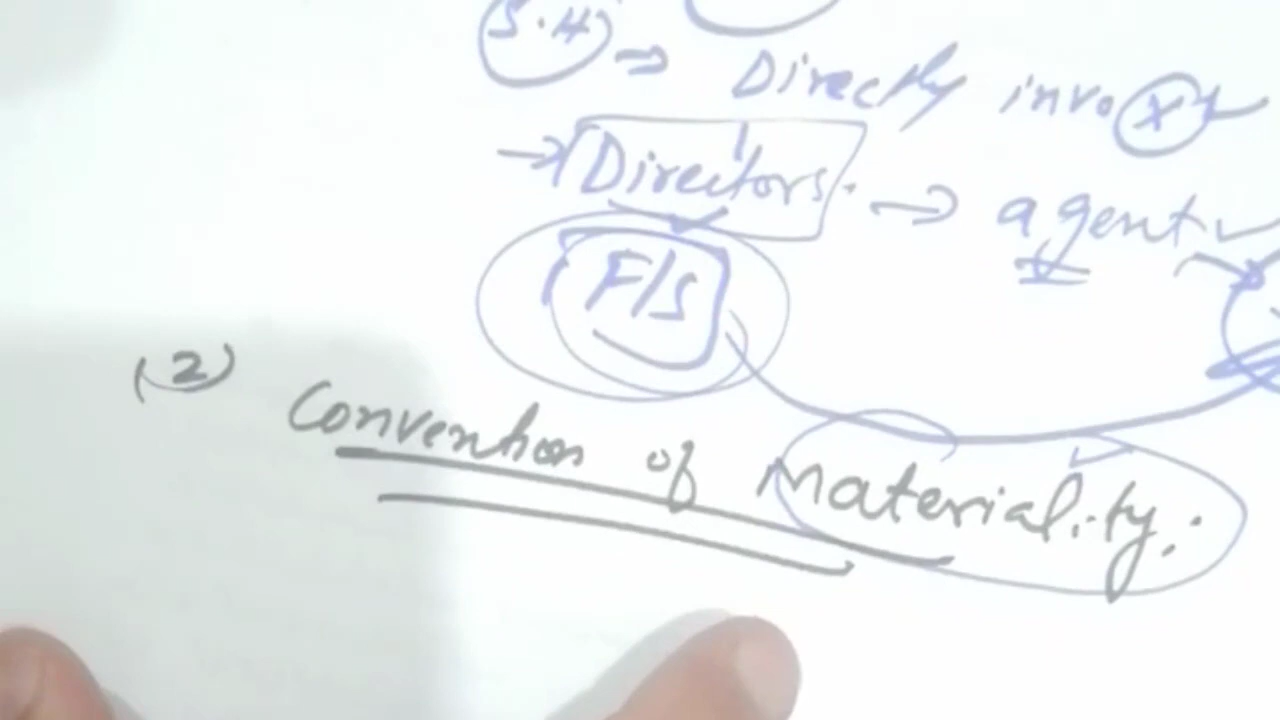 S.H → Directly invo X
→ Directors. → agent
F/S
(2) Convention of Materiality: